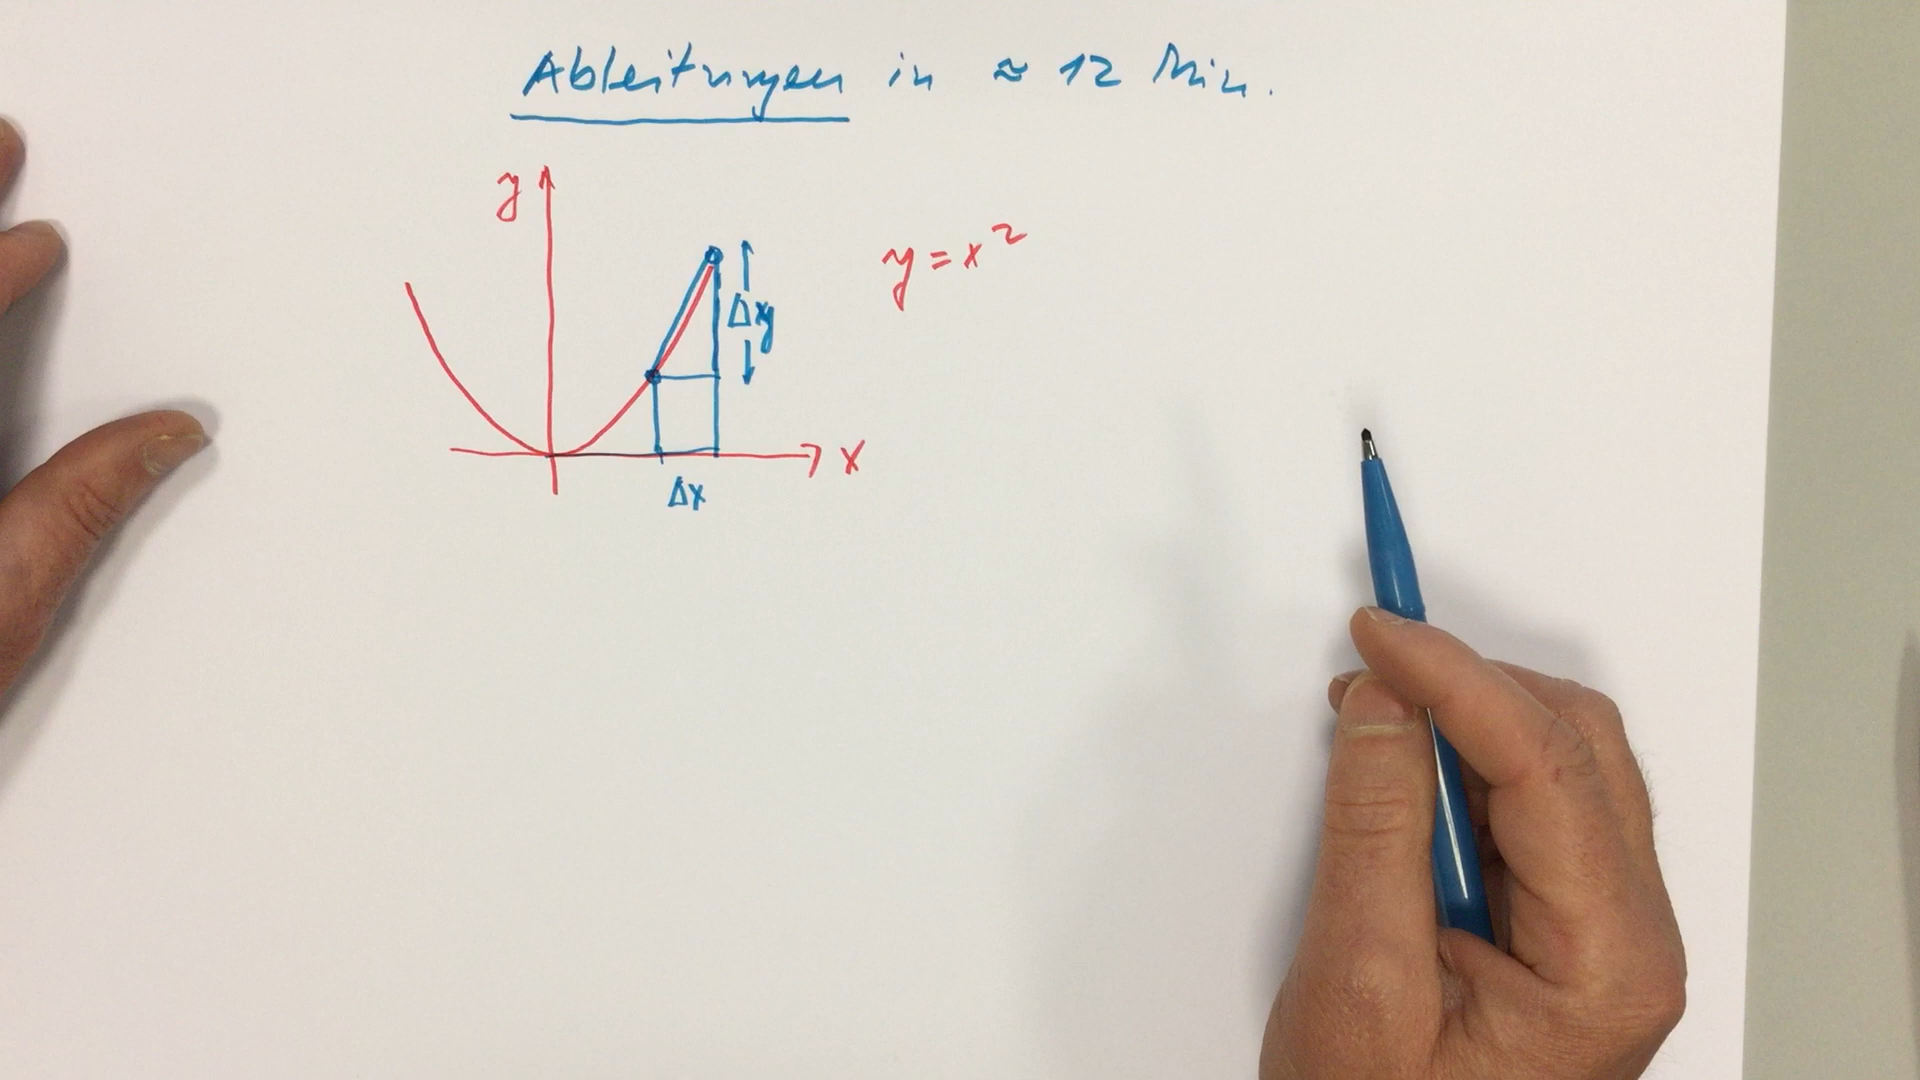 Ableitungen in ≈ 12 Min.
y
y = x²
Δy
x
Δx